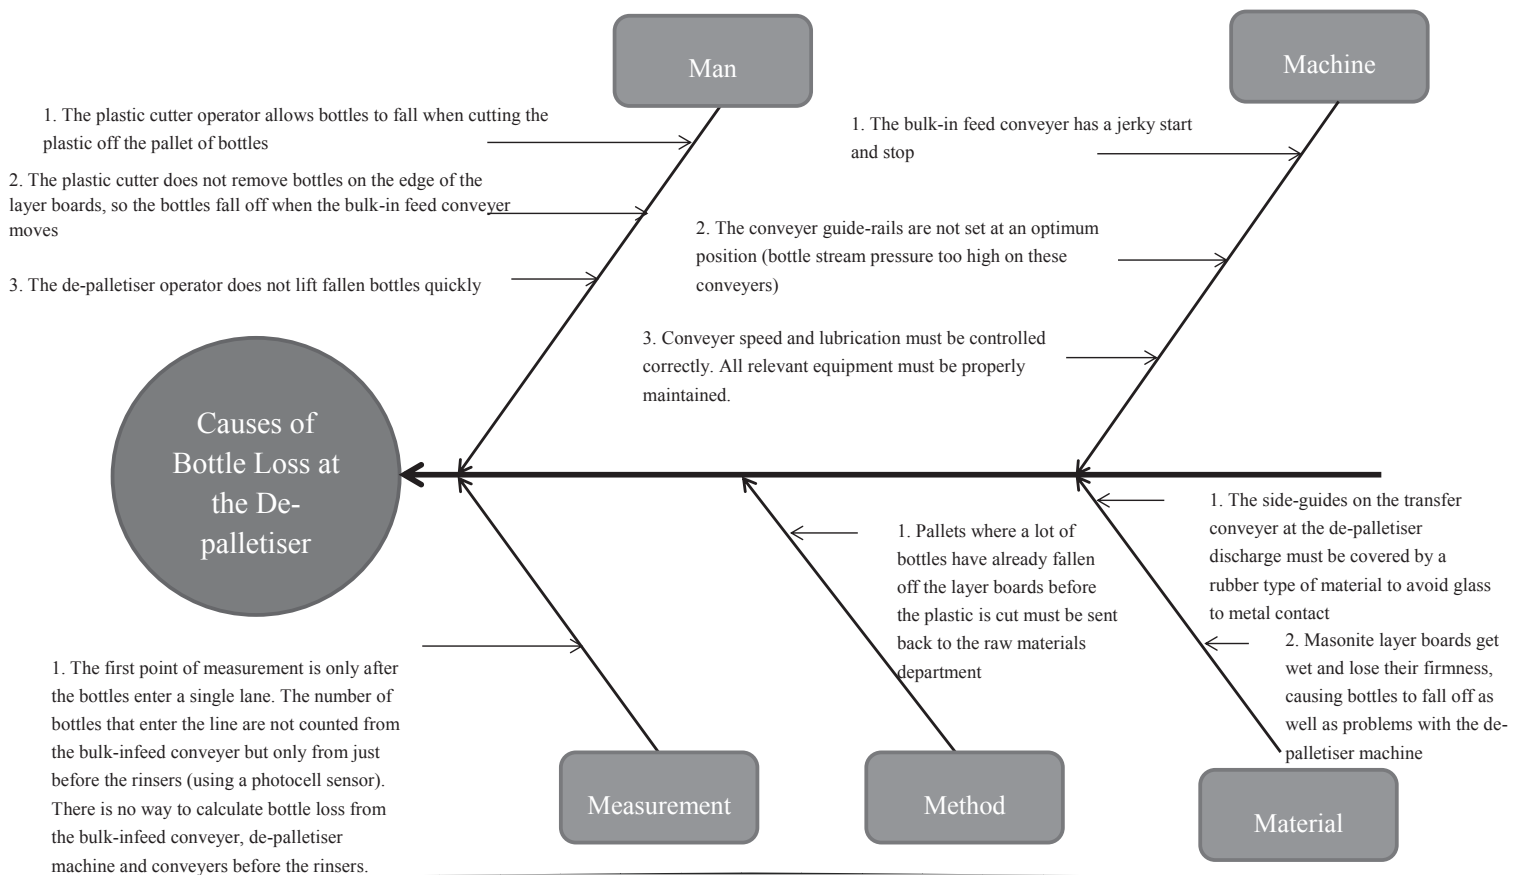 Man
Machine
1. The plastic cutter operator allows bottles to fall when cutting the
plastic off the pallet of bottles
2. The plastic cutter does not remove bottles on the edge of the
layer boards, so the bottles fall off when the bulk-in feed conveyer
moves
3. The de-palletiser operator does not lift fallen bottles quickly
1. The bulk-in feed conveyer has a jerky start
and stop
2. The conveyer guide-rails are not set at an optimum
position (bottle stream pressure too high on these
conveyers)
3. Conveyer speed and lubrication must be controlled
correctly. All relevant equipment must be properly
maintained.
Causes of
Bottle Loss at
the De-
palletiser
1. The first point of measurement is only after
the bottles enter a single lane. The number of
bottles that enter the line are not counted from
the bulk-infeed conveyer but only from just
before the rinsers (using a photocell sensor).
There is no way to calculate bottle loss from
the bulk-infeed conveyer, de-palletiser
machine and conveyers before the rinsers.
1. Pallets where a lot of
bottles have already fallen
off the layer boards before
the plastic is cut must be sent
back to the raw materials
department
1. The side-guides on the transfer
conveyer at the de-palletiser
discharge must be covered by a
rubber type of material to avoid glass
to metal contact
2. Masonite layer boards get
wet and lose their firmness,
causing bottles to fall off as
well as problems with the de-
palletiser machine
Measurement
Method
Material